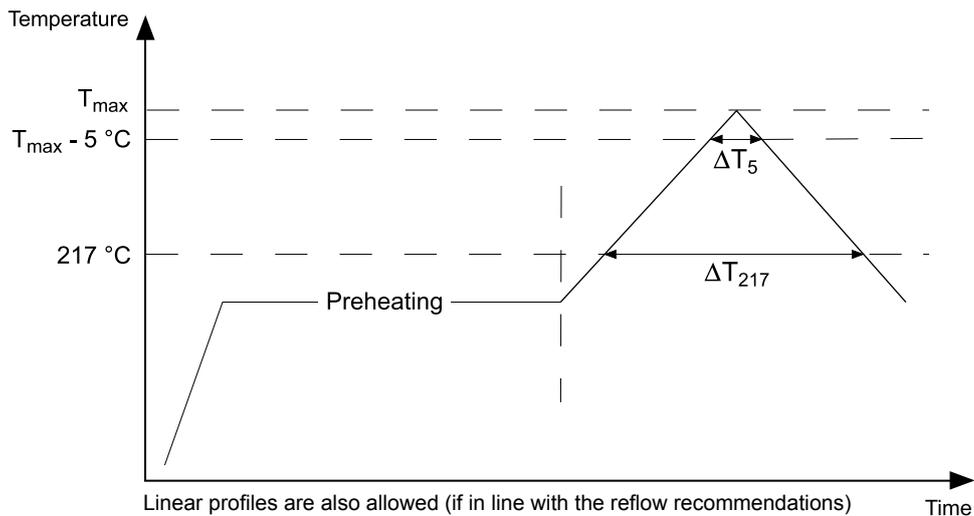 Temperature
Tmax
Tmax - 5 °C
ΔT5
217 °C
ΔT217
Preheating
Linear profiles are also allowed (if in line with the reflow recommendations)
Time